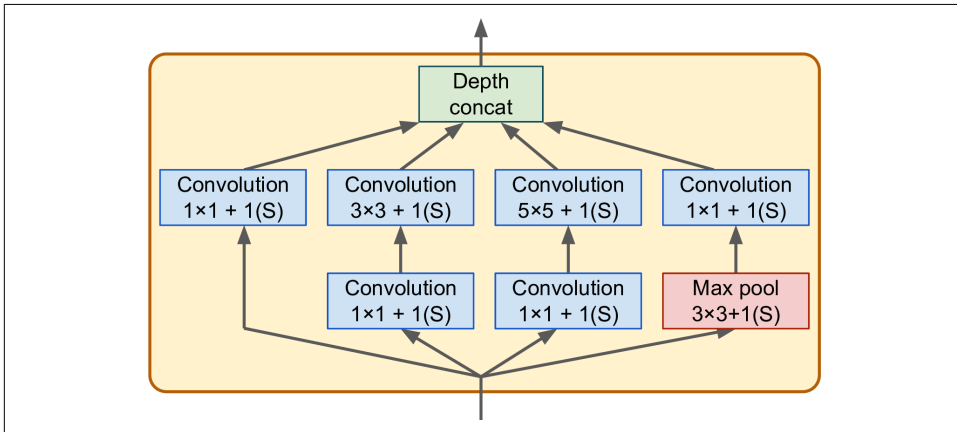 Depth
concat
Convolution
1×1 + 1(S)
Convolution
3×3 + 1(S)
Convolution
5×5 + 1(S)
Convolution
1×1 + 1(S)
Convolution
1×1 + 1(S)
Convolution
1×1 + 1(S)
Max pool
3×3+1(S)